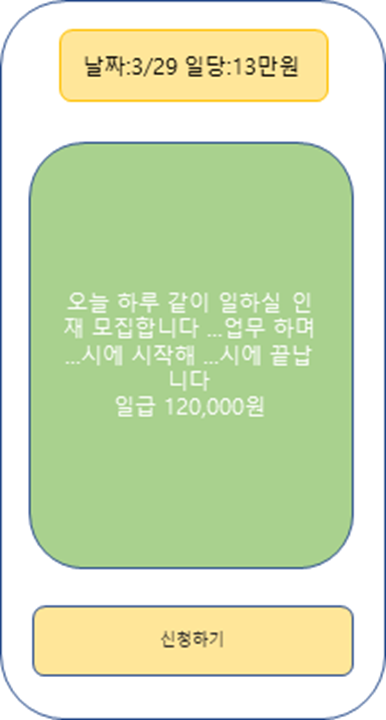 날짜:3/29 일당:13만원
오늘 하루 같이 일하실 인
재 모집합니다 ...업무 하며
...시에 시작해 ...시에 끝납
니다
일급 120,000원
신청하기